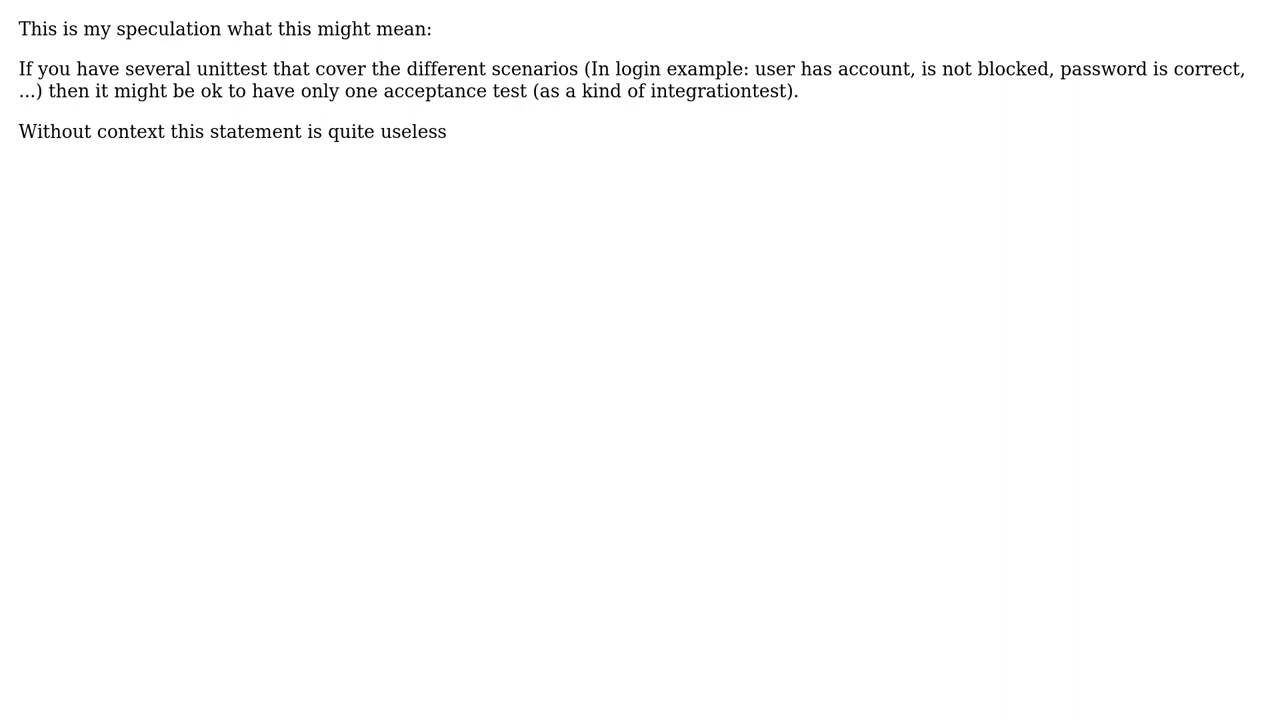 This is my speculation what this might mean:
If you have several unittest that cover the different scenarios (In login example: user has account, is not blocked, password is correct,
...) then it might be ok to have only one acceptance test (as a kind of integrationtest).
Without context this statement is quite useless